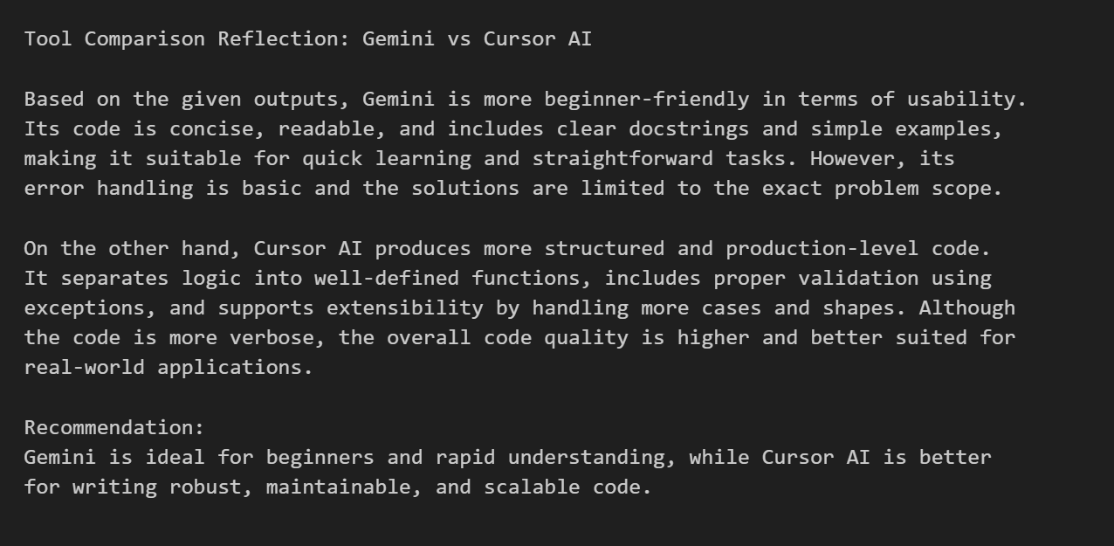 Tool Comparison Reflection: Gemini vs Cursor AI
Based on the given outputs, Gemini is more beginner-friendly in terms of usability.
Its code is concise, readable, and includes clear docstrings and simple examples,
making it suitable for quick learning and straightforward tasks. However, its
error handling is basic and the solutions are limited to the exact problem scope.
On the other hand, Cursor AI produces more structured and production-level code.
It separates logic into well-defined functions, includes proper validation using
exceptions, and supports extensibility by handling more cases and shapes. Although
the code is more verbose, the overall code quality is higher and better suited for
real-world applications.
Recommendation:
Gemini is ideal for beginners and rapid understanding, while Cursor AI is better
for writing robust, maintainable, and scalable code.